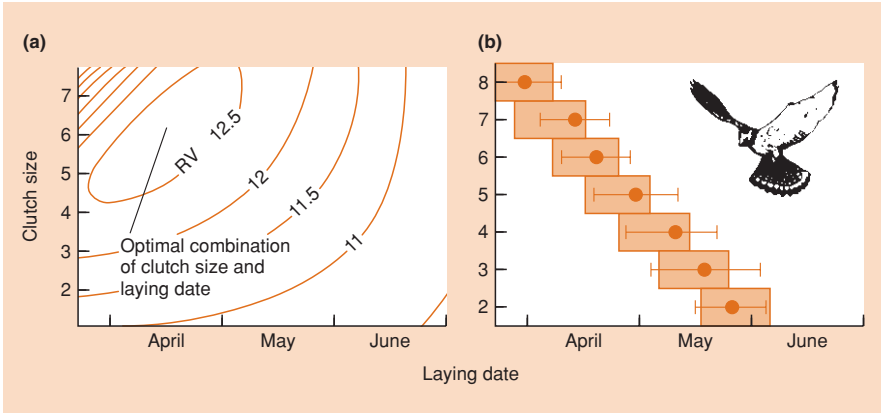 (a)
Clutch size
7
6
5
4
3
2
RV 12.5
12
11.5
11
Optimal combination
of clutch size and
laying date
April May June
(b)
8
7
6
5
4
3
2
April May June
Laying date